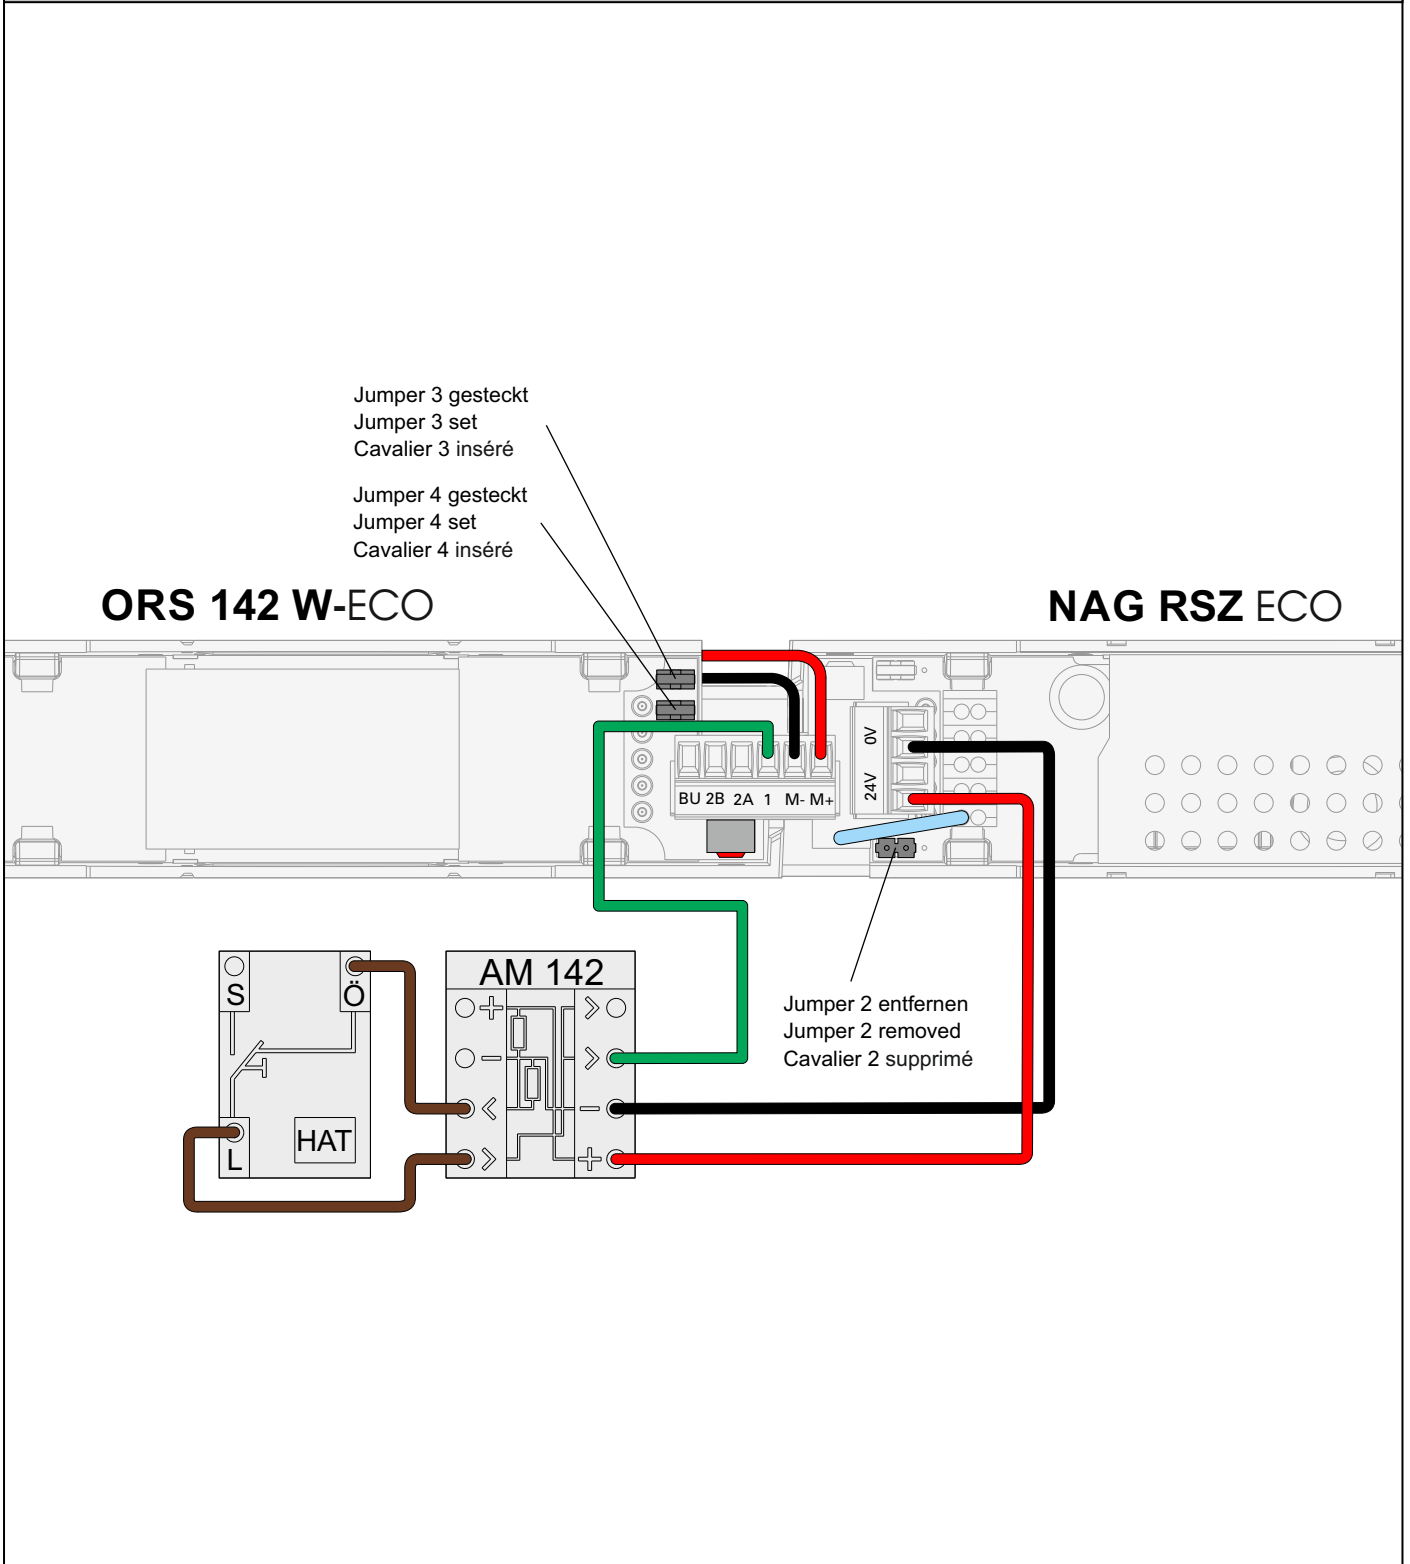 Jumper 3 gesteckt
Jumper 3 set
Cavalier 3 inséré
Jumper 4 gesteckt
Jumper 4 set
Cavalier 4 inséré
ORS 142 W-ECO
NAG RSZ ECO
0V
24V
BU 2B 2A 1 M- M+
S
Ö
L
HAT
AM 142
+
-
<
>
>
>
-
+
Jumper 2 entfernen
Jumper 2 removed
Cavalier 2 supprimé